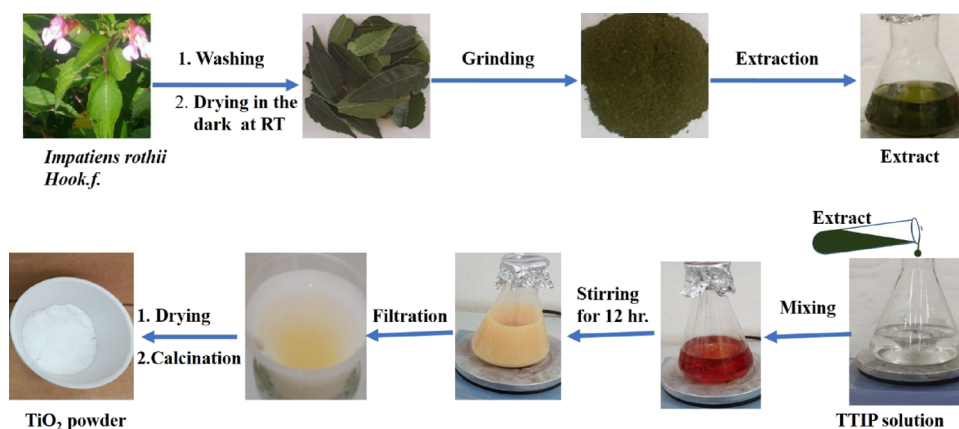 1. Washing
2. Drying in the
dark at RT
Grinding
Extraction
Impatiens rothii
Hook.f.
Extract
Extract
Mixing
Stirring
for 12 hr.
Filtration
1. Drying
2.Calcination
TiO₂ powder
TTIP solution